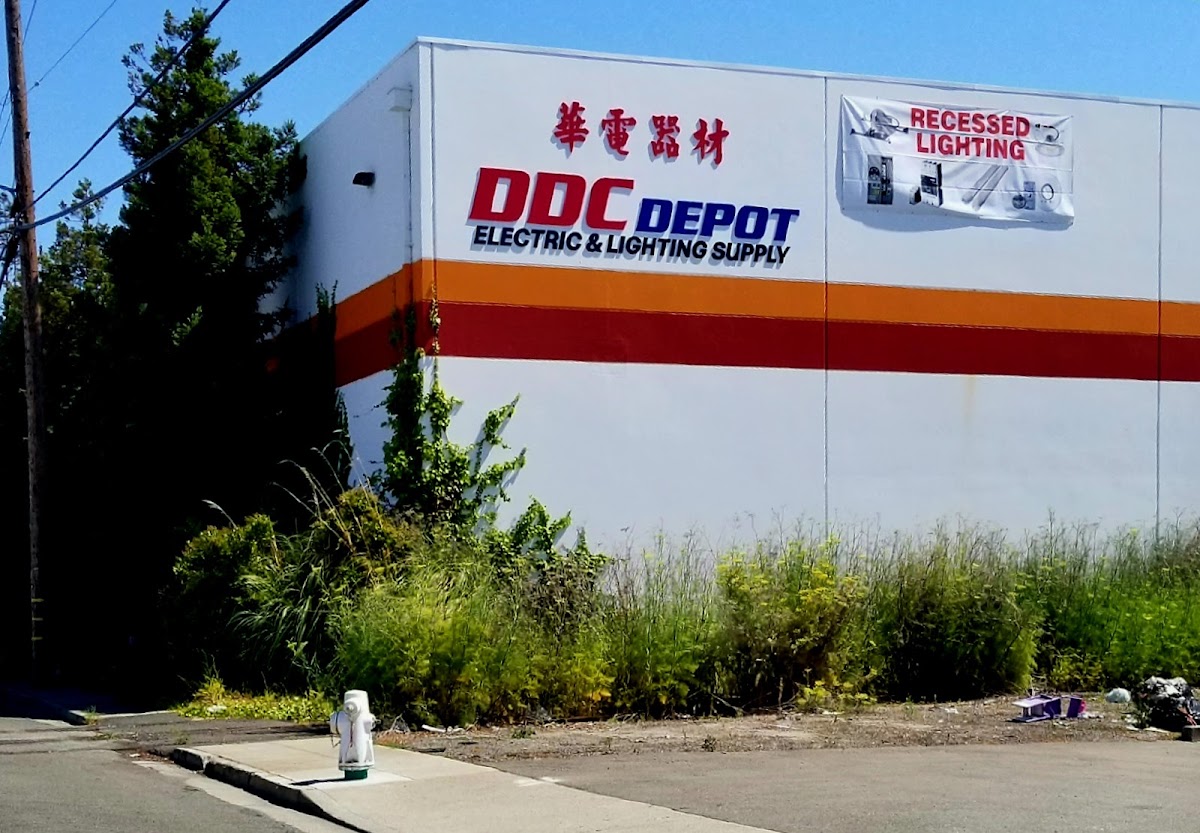 華電器材
DDC DEPOT
ELECTRIC & LIGHTING SUPPLY
RECESSED
LIGHTING